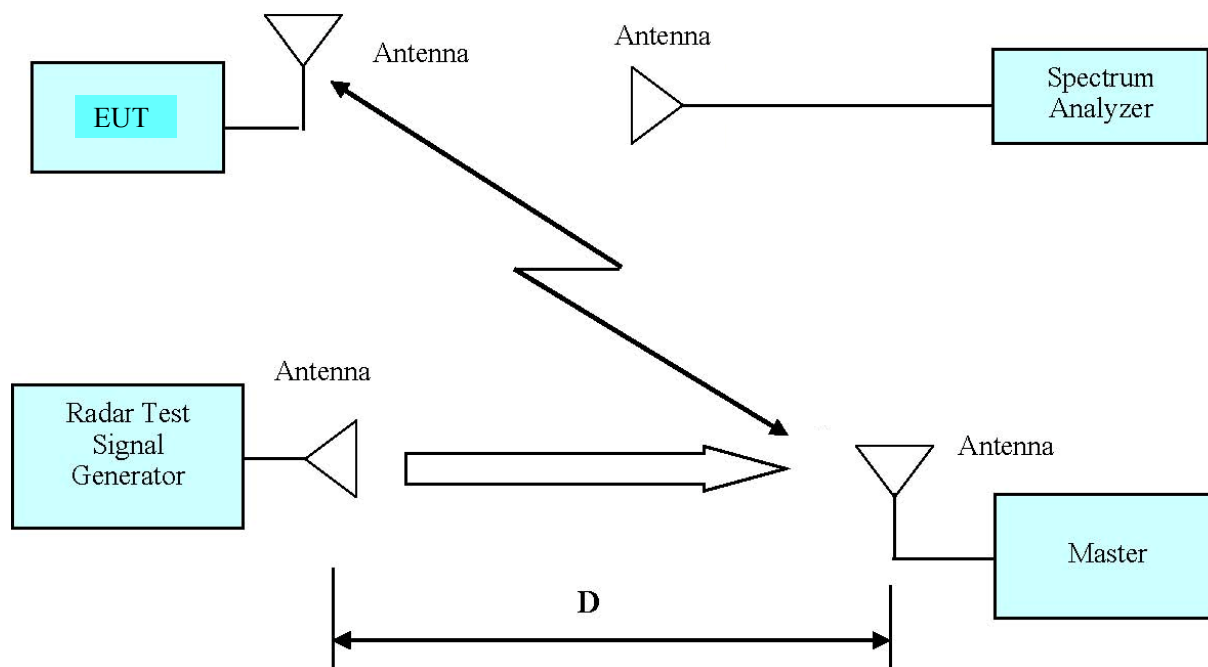 Antenna
Antenna
EUT
Spectrum
Analyzer
Antenna
Radar Test
Signal
Generator
Antenna
Master
D